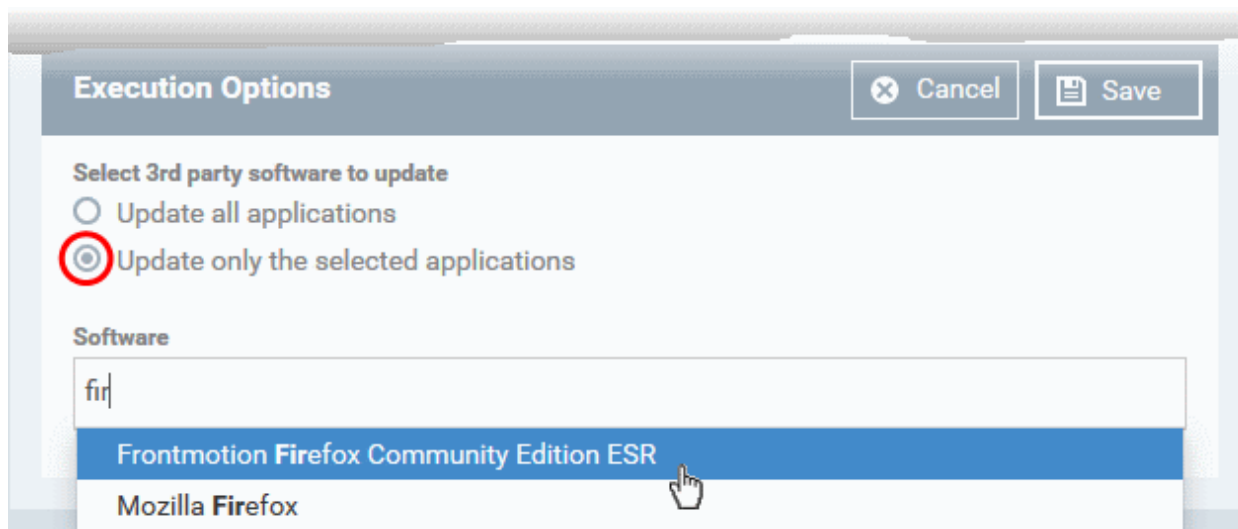 Execution Options
Cancel
Save
Select 3rd party software to update
Update all applications
Update only the selected applications
Software
fir
Frontmotion Firefox Community Edition ESR
Mozilla Firefox